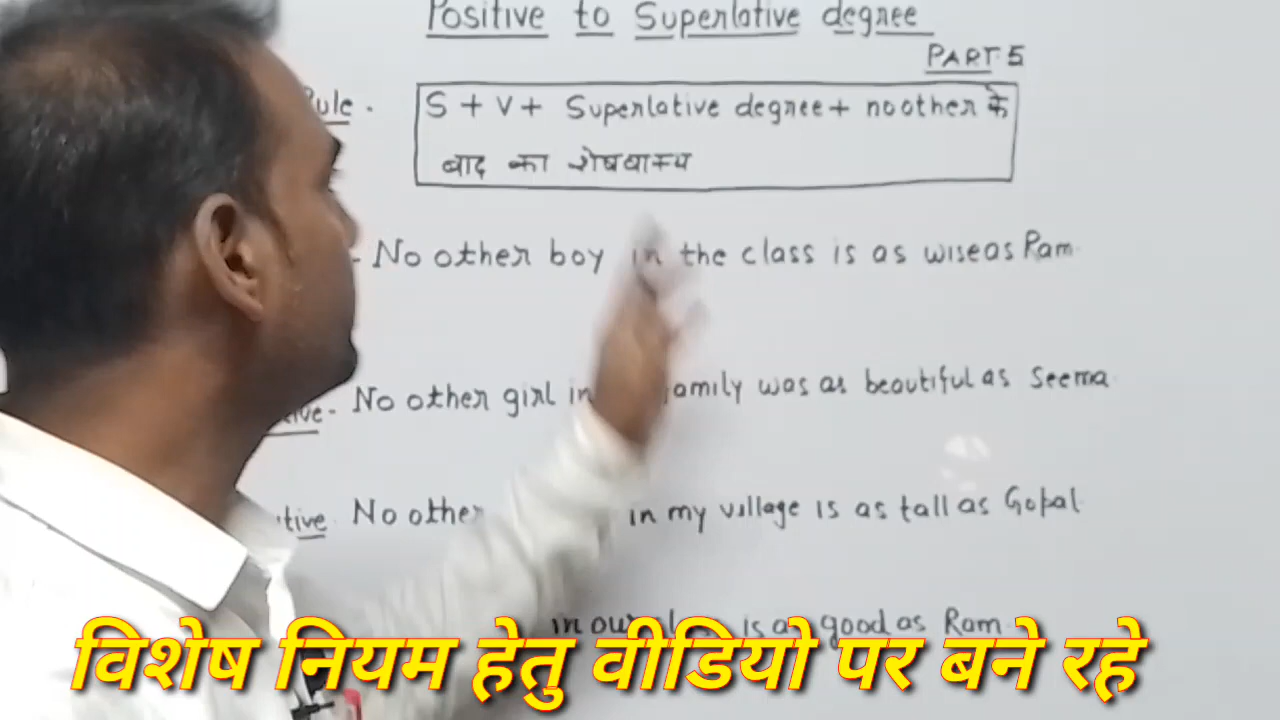 Positive to Superlative degree
PART 5
Rule.
S + V + Superlative degree + no other के
बाद का शेषवाक्य
No other boy in the class is as wise as Ram.
No other girl in family was as beautiful as Seema.
No other in my village is as tall as Gopal.
in our is as good as Ram.
विशेष नियम हेतु वीडियो पर बने रहे